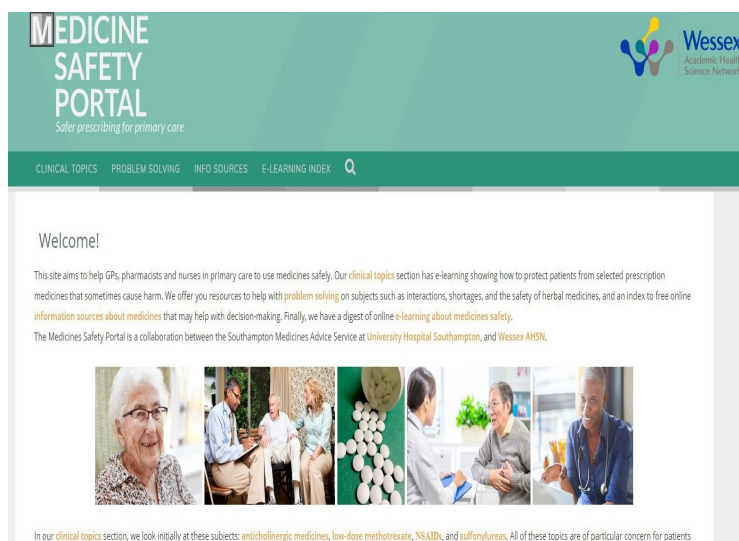 MEDICINE
SAFETY
PORTAL
Safer prescribing for primary care
Wessex
Academic Health
Science Network
CLINICAL TOPICS PROBLEM SOLVING INFO SOURCES E-LEARNING INDEX
Welcome!
This site aims to help GPs, pharmacists and nurses in primary care to use medicines safely. Our clinical topics section has e-learning showing how to protect patients from selected prescription
medicines that sometimes cause harm. We offer you resources to help with problem solving on subjects such as interactions, shortages, and the safety of herbal medicines, and an index to free online
information sources about medicines that may help with decision-making. Finally, we have a digest of online e-learning about medicines safety.
The Medicines Safety Portal is a collaboration between the Southampton Medicines Advice Service at University Hospital Southampton, and Wessex AHSN.
In our clinical topics section, we look initially at these subjects: anticholinergic medicines, low-dose methotrexate, NSAIDs, and sulfonylureas. All of these topics are of particular concern for patients